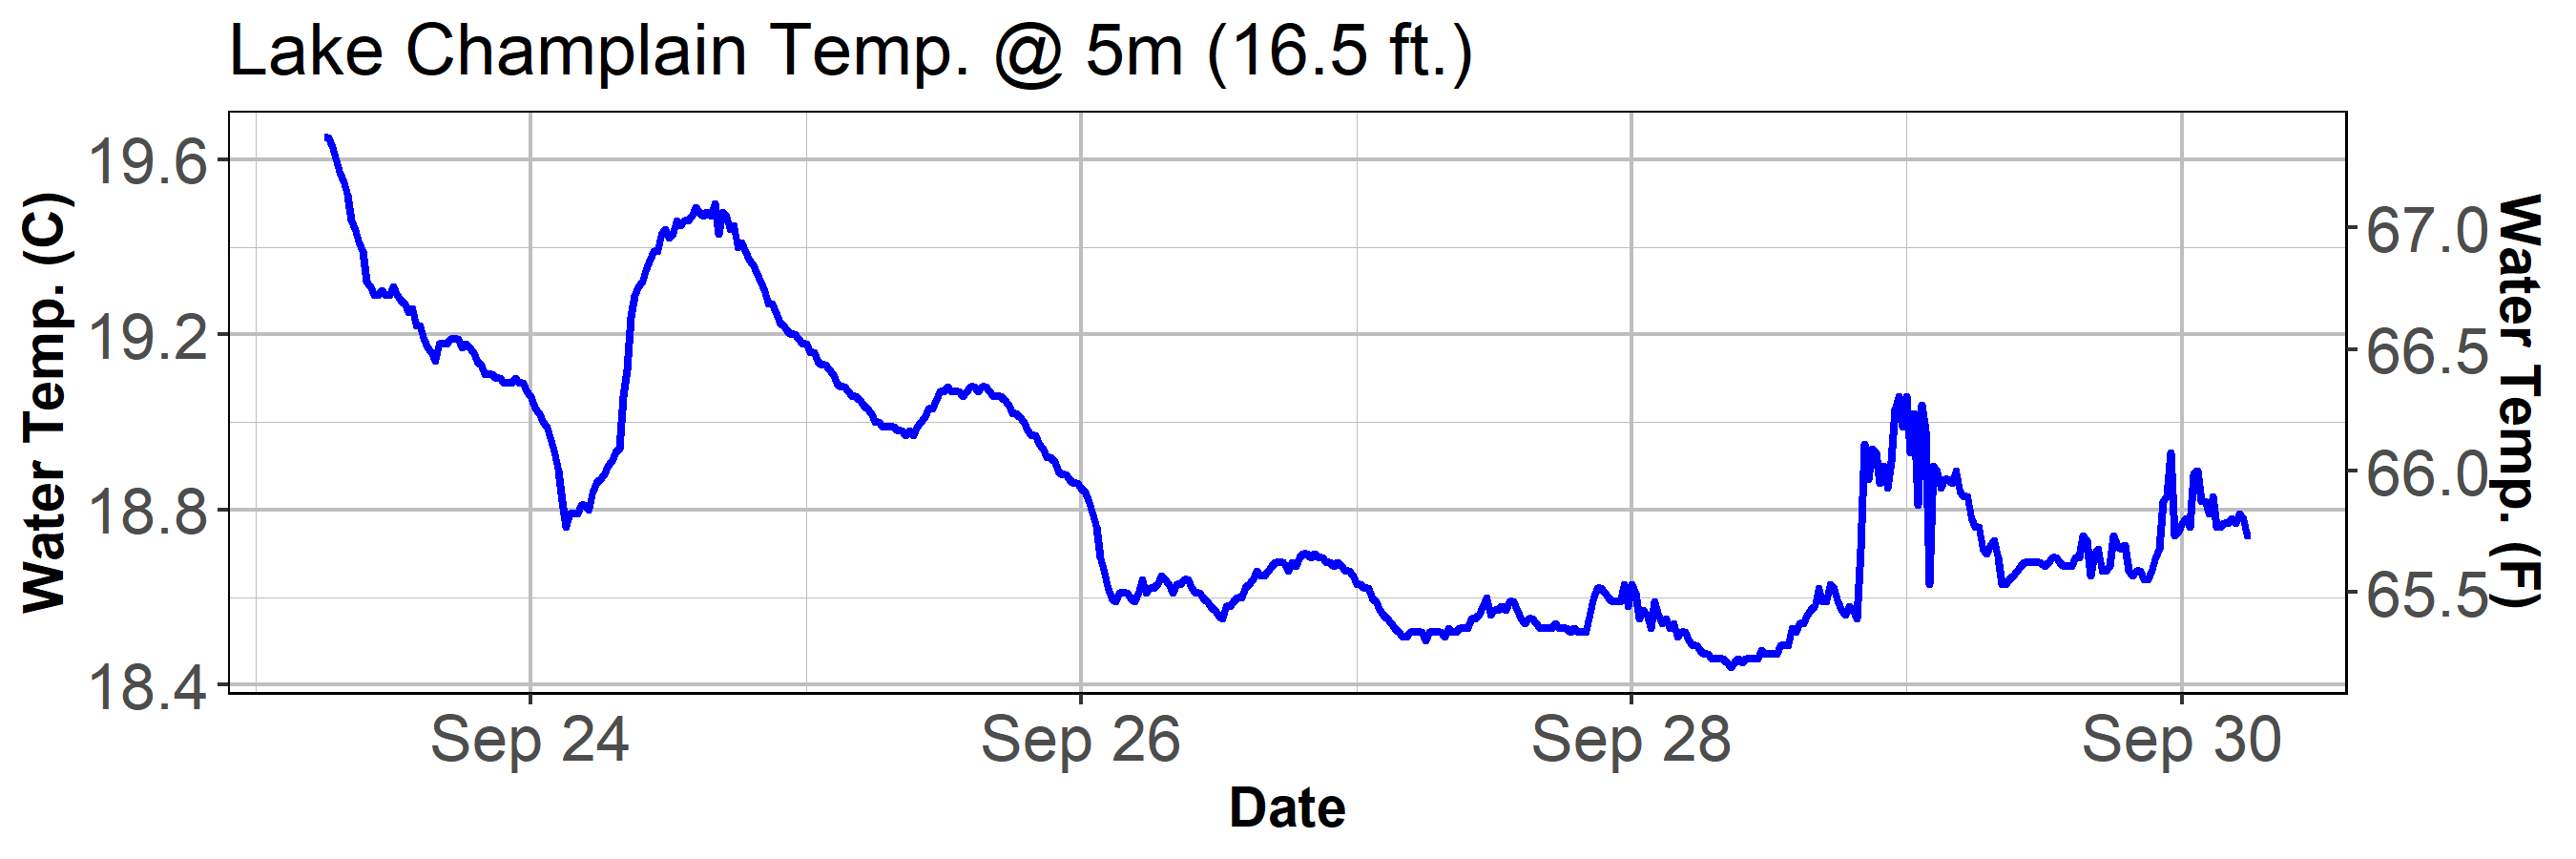 Lake Champlain Temp. @ 5m (16.5 ft.)
Water Temp. (C)
19.6
19.2
18.8
18.4
67.0
66.5
66.0
65.5
Water Temp. (F)
Sep 24
Sep 26
Sep 28
Sep 30
Date